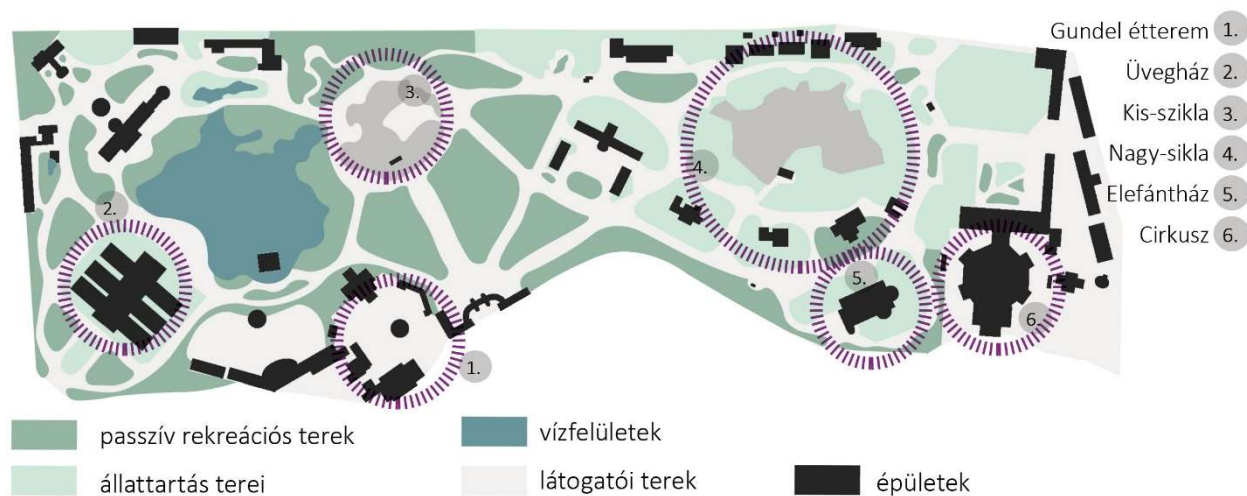 Gundel étterem 1.
Üvegház 2.
Kis-szikla 3.
Nagy-sikla 4.
Elefántház 5.
Cirkusz 6.
3.
4.
2.
5.
6.
1.
passzív rekreációs terek
vízfelületek
állattartás terei
látogatói terek
épületek